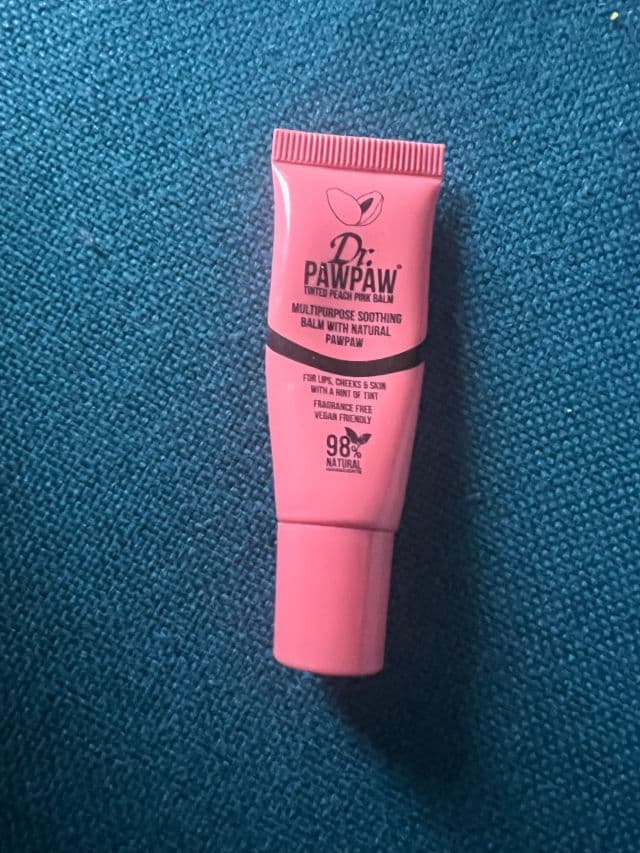 Dr.
PAWPAW
TINTED PEACH PINK BALM
MULTIPURPOSE SOOTHING
BALM WITH NATURAL
PAWPAW
FOR LIPS, CHEEKS & SKIN
WITH A HINT OF TINT
FRAGRANCE FREE
VEGAN FRIENDLY
98%
NATURAL